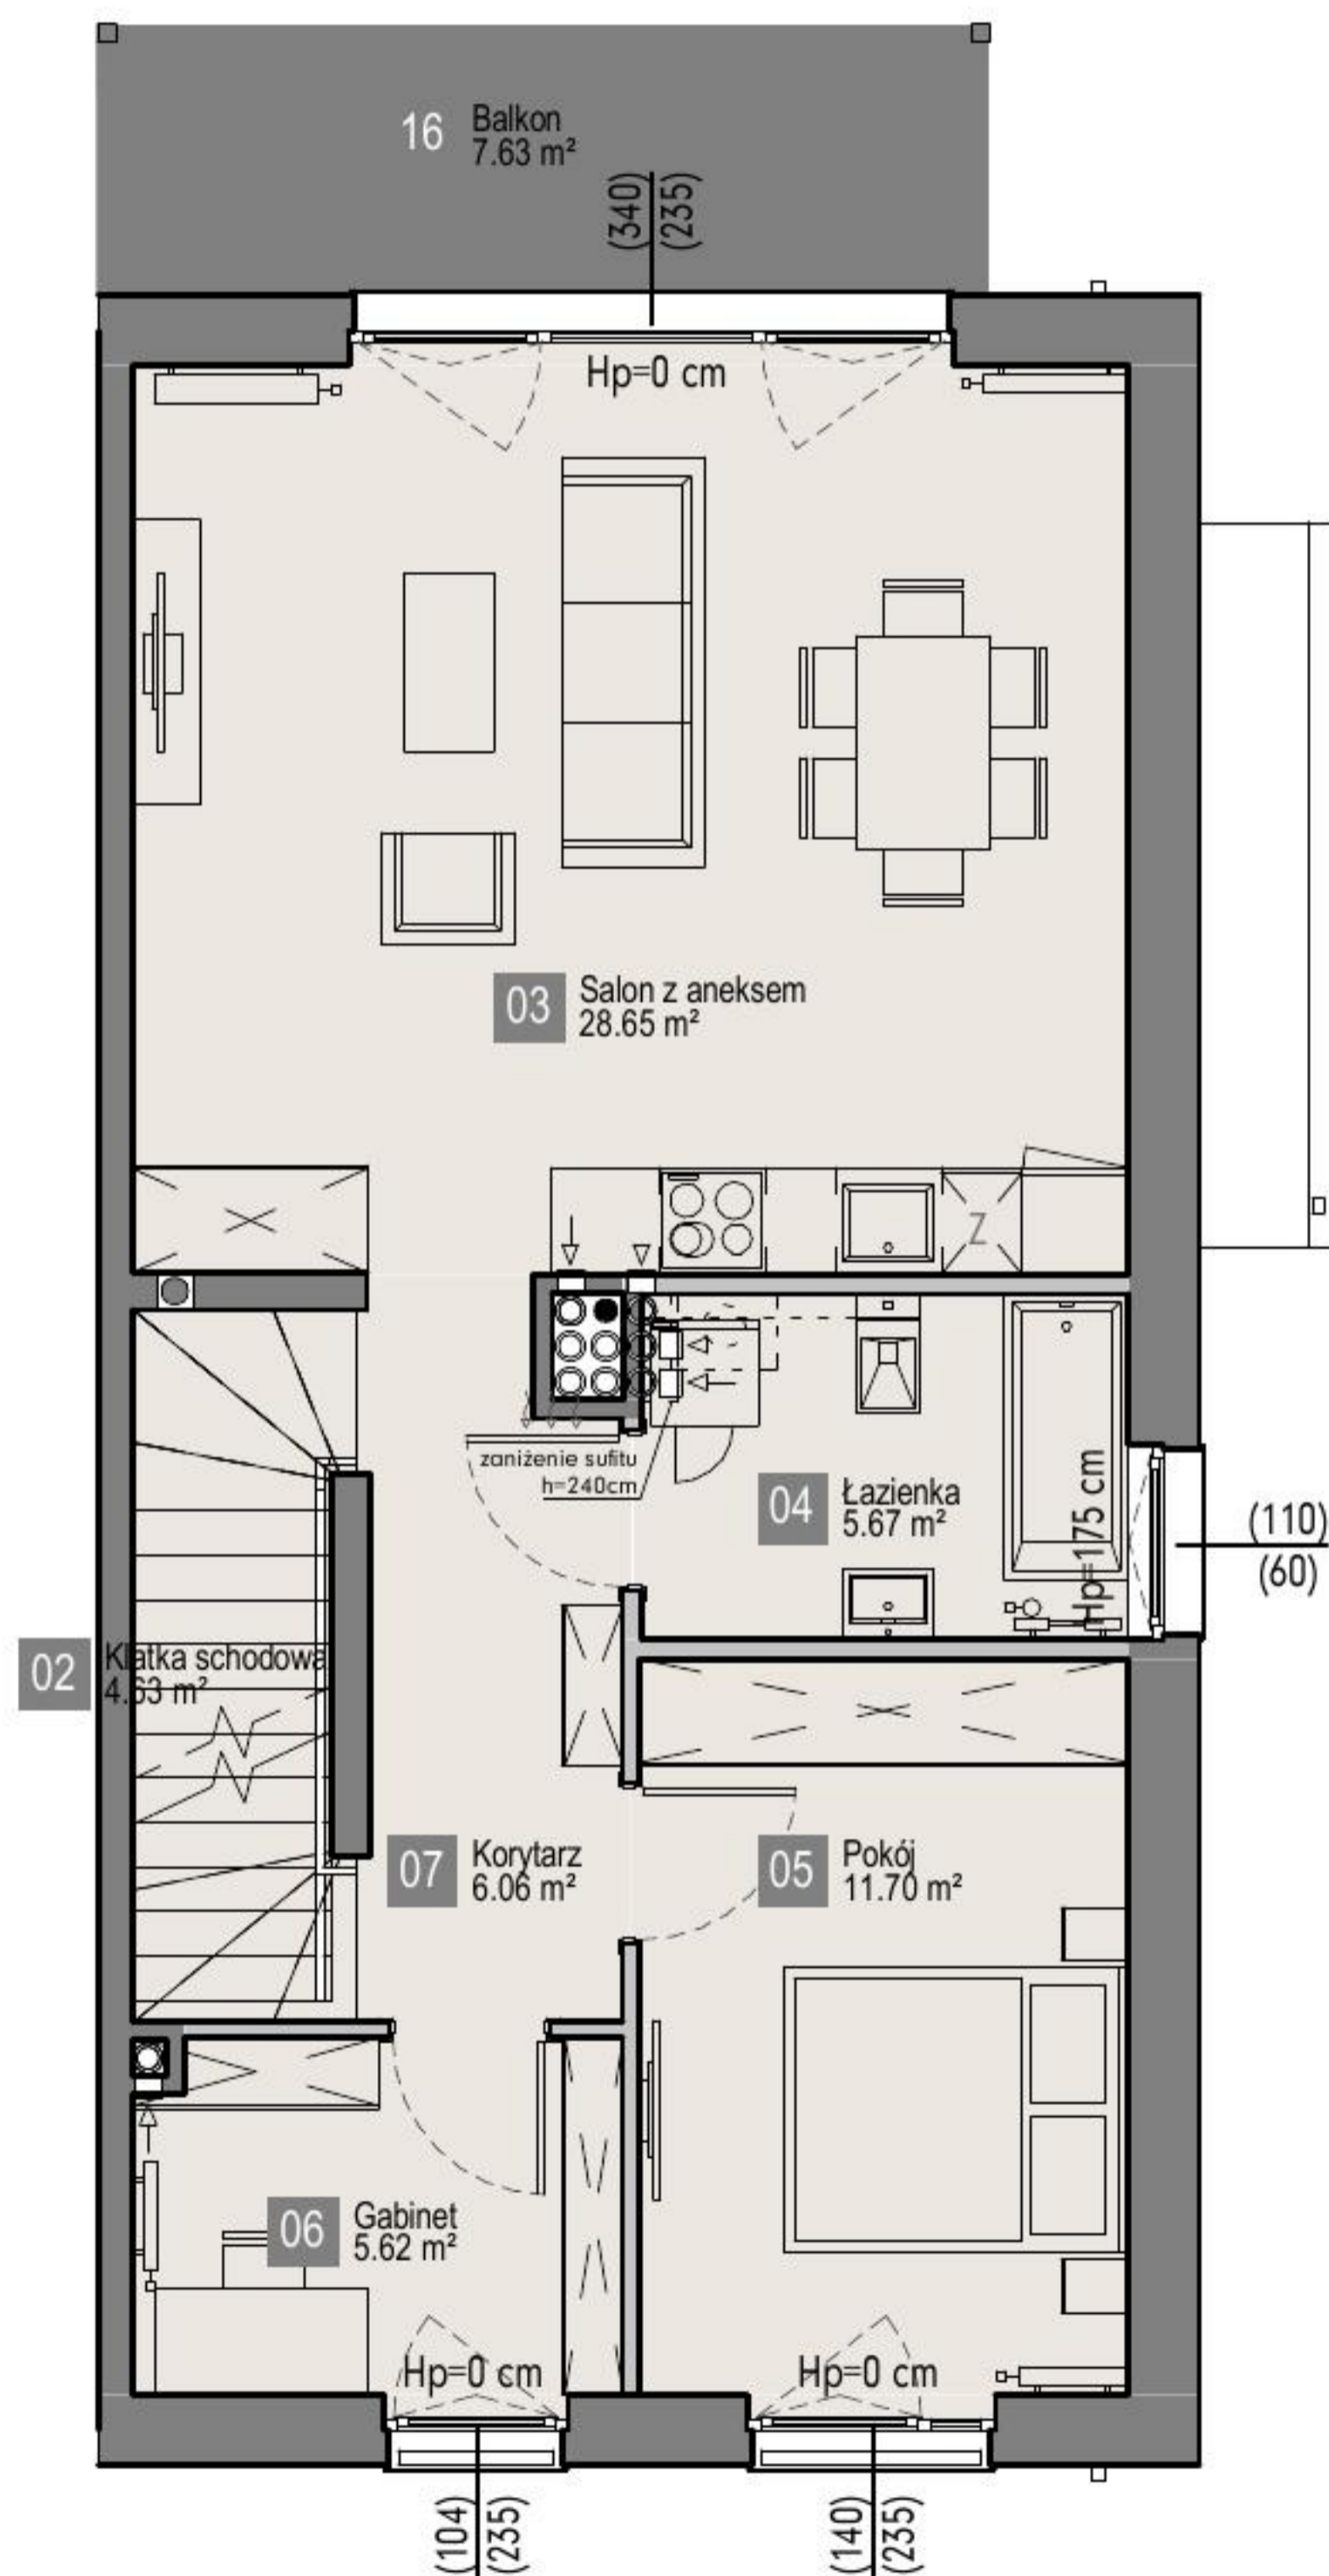 16 Balkon
7.63 m²
(340)
(235)
Hp=0 cm
03 Salon z aneksem
28.65 m²
Z
zaniżenie sufitu
h=240cm
04 Łazienka
5.67 m²
Hp=175 cm
(110)
(60)
02 Klatka schodowa
4.63 m²
07 Korytarz
6.06 m²
05 Pokój
11.70 m²
06 Gabinet
5.62 m²
Hp=0 cm
Hp=0 cm
(104)
(235)
(140)
(235)